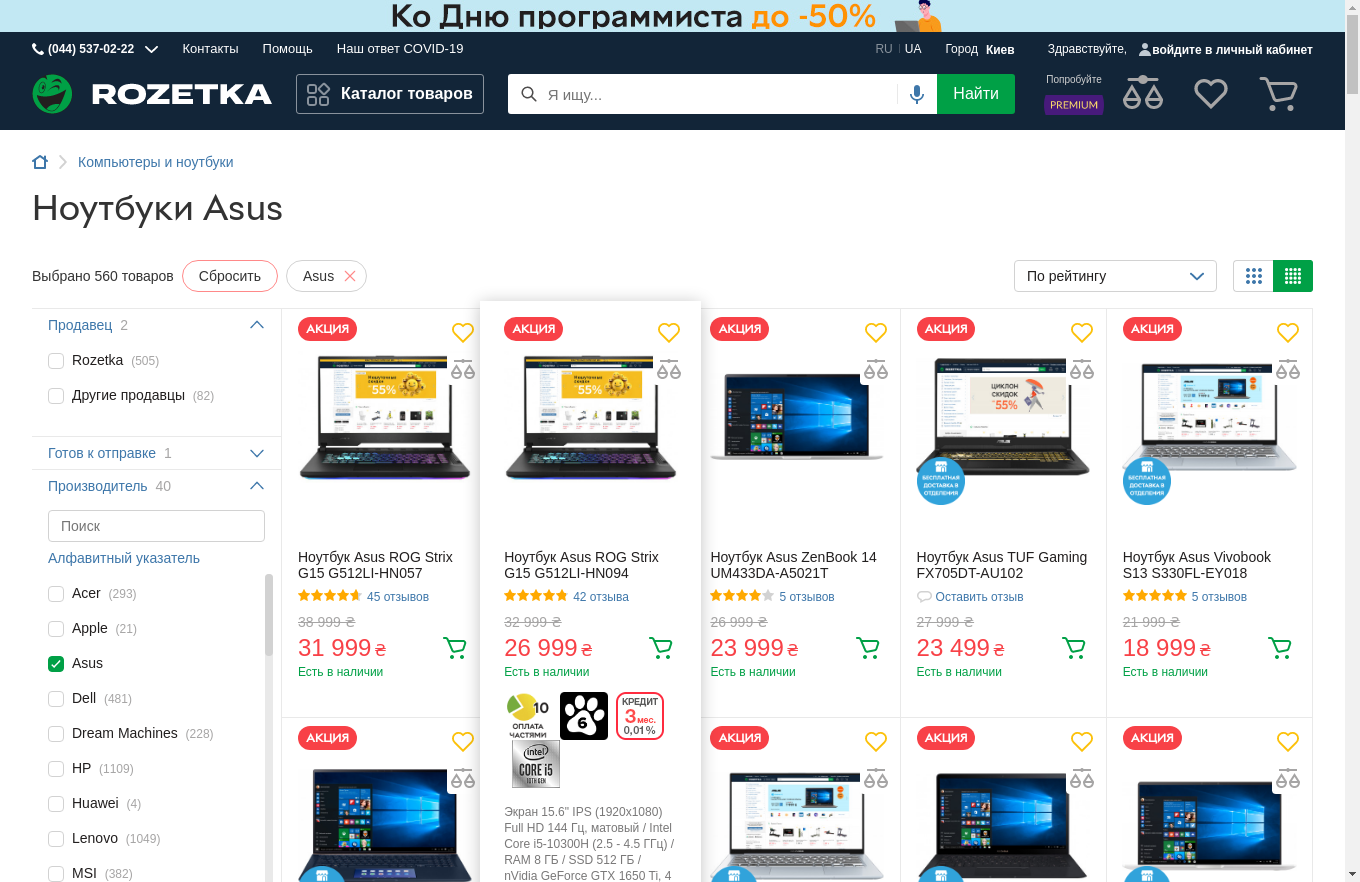 Ко Дню программиста до -50%
(044) 537-02-22 Контакты Помощь Наш ответ COVID-19 RU UA Город Киев Здравствуйте, войдите в личный кабинет
ROZETKA Каталог товаров Я ищу... Найти Попробуйте PREMIUM
Компьютеры и ноутбуки
Ноутбуки Asus
Выбрано 560 товаров Сбросить Asus По рейтингу
Продавец 2
Rozetka (505)
Другие продавцы (82)
Готов к отправке 1
Производитель 40
Поиск
Алфавитный указатель
Acer (293)
Apple (21)
Asus
Dell (481)
Dream Machines (228)
HP (1109)
Huawei (4)
Lenovo (1049)
MSI (382)
АКЦИЯ
55%
Ноутбук Asus ROG Strix
G15 G512LI-HN057
45 отзывов
38 999 ₴
31 999 ₴
Есть в наличии
АКЦИЯ
55%
Ноутбук Asus ROG Strix
G15 G512LI-HN094
42 отзыва
32 999 ₴
26 999 ₴
Есть в наличии
10
ОПЛАТА
ЧАСТЯМИ
6
КРЕДИТ
3 мес.
0,01%
intel
CORE i5
10TH GEN
Экран 15.6" IPS (1920x1080)
Full HD 144 Гц, матовый / Intel
Core i5-10300H (2.5 - 4.5 ГГц) /
RAM 8 ГБ / SSD 512 ГБ /
nVidia GeForce GTX 1650 Ti, 4
АКЦИЯ
Ноутбук Asus ZenBook 14
UM433DA-A5021T
5 отзывов
26 999 ₴
23 999 ₴
Есть в наличии
АКЦИЯ
ЦИКЛОН
СКИДОК
55%
БЕСПЛАТНАЯ
ДОСТАВКА В
ОТДЕЛЕНИЯ
Ноутбук Asus TUF Gaming
FX705DT-AU102
Оставить отзыв
27 999 ₴
23 499 ₴
Есть в наличии
АКЦИЯ
БЕСПЛАТНАЯ
ДОСТАВКА В
ОТДЕЛЕНИЯ
Ноутбук Asus Vivobook
S13 S330FL-EY018
5 отзывов
21 999 ₴
18 999 ₴
Есть в наличии
АКЦИЯ
АКЦИЯ
АКЦИЯ
АКЦИЯ